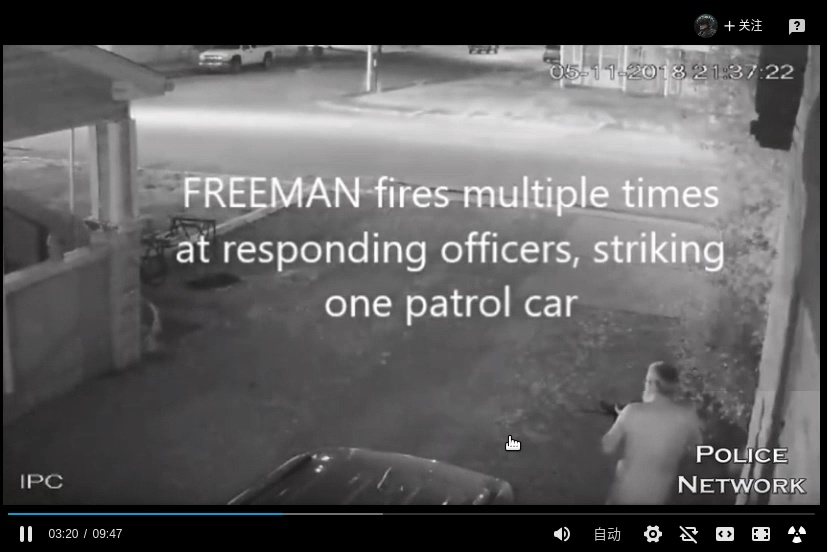 + 关注
05-11-2018 21:37:22
FREEMAN fires multiple times
at responding officers, striking
one patrol car
POLICE
NETWORK
IPC
03:20 / 09:47
自动